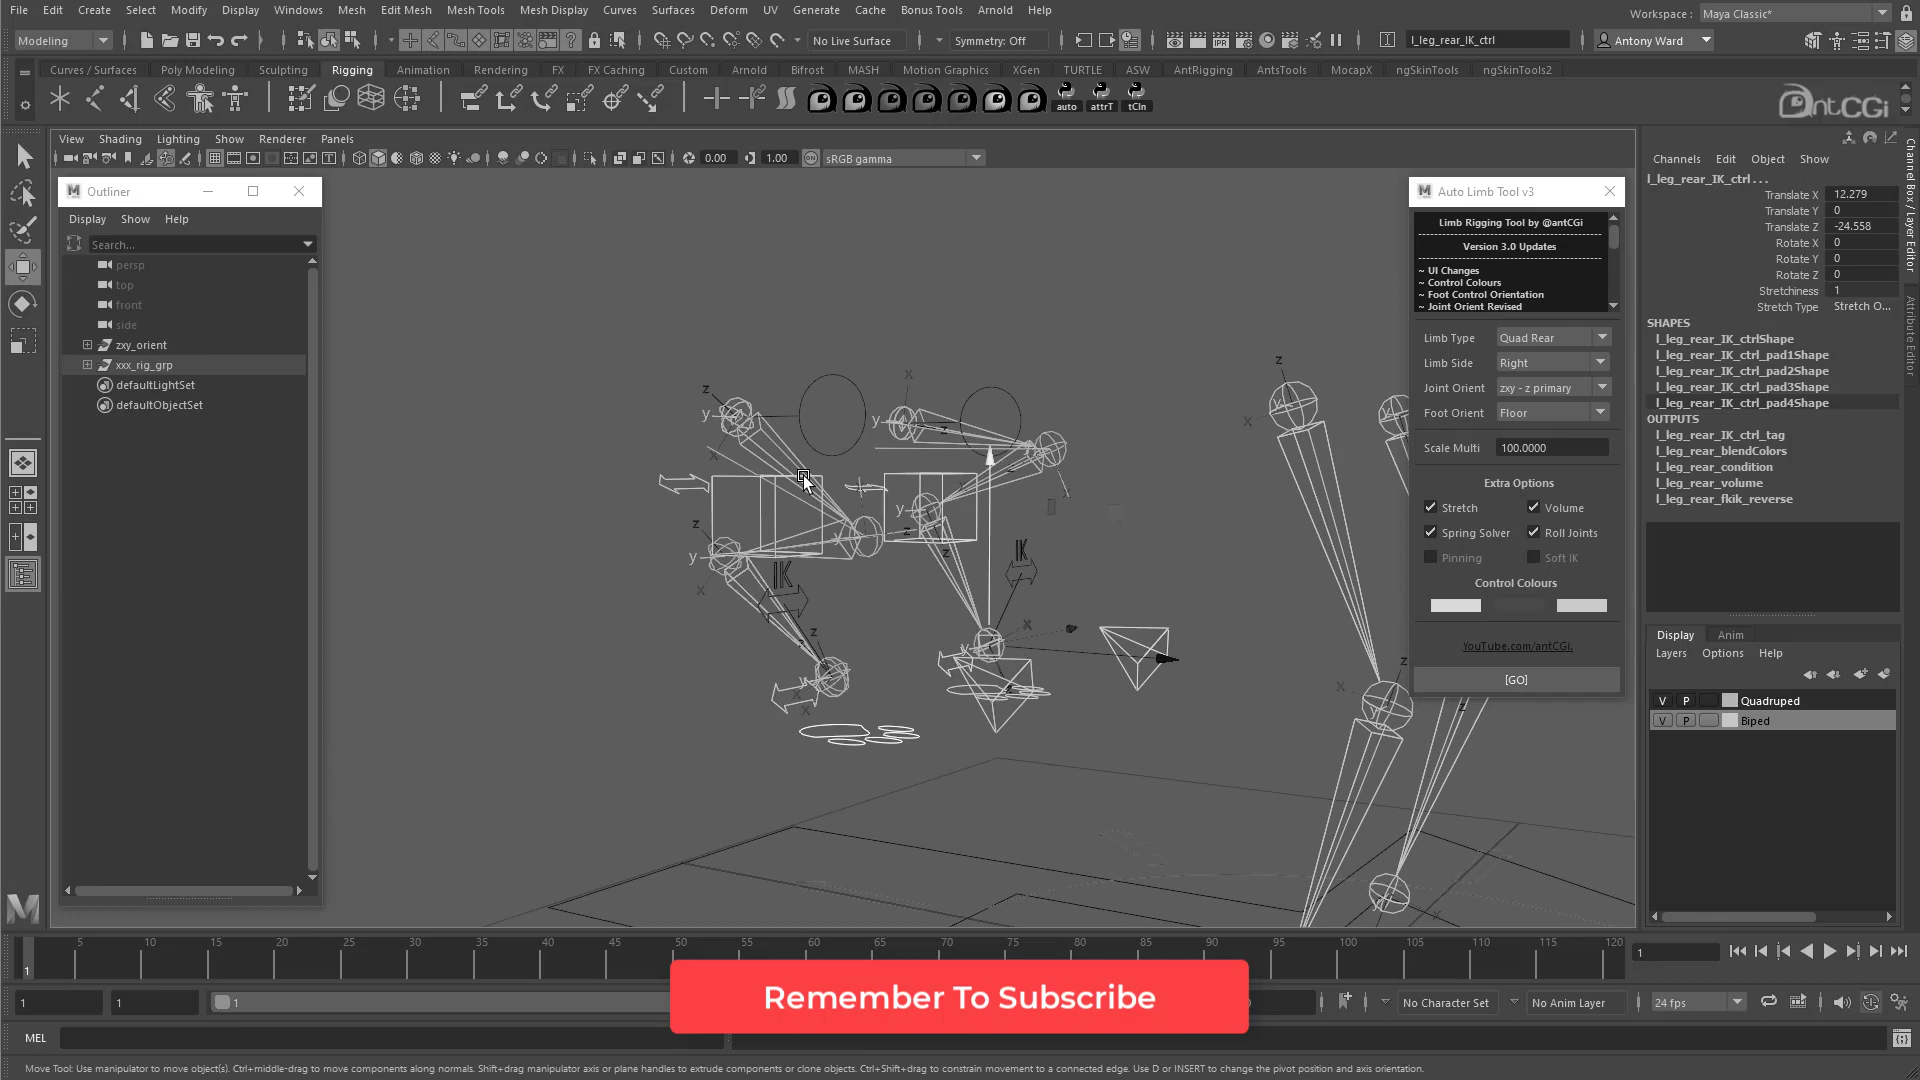 File Edit Create Select Modify Display Windows Mesh Edit Mesh Mesh Tools Mesh Display Curves Surfaces Deform UV Generate Cache Bonus Tools Arnold Help
Workspace : Maya Classic*
Modeling No Live Surface Symmetry: Off l_leg_rear_IK_ctrl Antony Ward
Curves / Surfaces Poly Modeling Sculpting Rigging Animation Rendering FX FX Caching Custom Arnold Bifrost MASH Motion Graphics XGen TURTLE ASW AntRigging AntsTools MocapX ngSkinTools ngSkinTools2
auto attrT tCln
antCGi
View Shading Lighting Show Renderer Panels
0.00 1.00 sRGB gamma
Outliner
Display Show Help
Search...
persp
top
front
side
zxy_orient
xxx_rig_grp
defaultLightSet
defaultObjectSet
IK
IK
Auto Limb Tool v3
Limb Rigging Tool by @antCGi
Version 3.0 Updates
~ UI Changes
~ Control Colours
~ Foot Control Orientation
~ Joint Orient Revised
Limb Type Quad Rear
Limb Side Right
Joint Orient zxy - z primary
Foot Orient Floor
Scale Multi 100.0000
Extra Options
Stretch Volume
Spring Solver Roll Joints
Pinning Soft IK
Control Colours
YouTube.com/antCGi.
[GO]
Channels Edit Object Show
l_leg_rear_IK_ctrl . . .
Translate X 12.279
Translate Y 0
Translate Z -24.558
Rotate X 0
Rotate Y 0
Rotate Z 0
Stretchiness 1
Stretch Type Stretch O...
SHAPES
l_leg_rear_IK_ctrlShape
l_leg_rear_IK_ctrl_pad1Shape
l_leg_rear_IK_ctrl_pad2Shape
l_leg_rear_IK_ctrl_pad3Shape
l_leg_rear_IK_ctrl_pad4Shape
OUTPUTS
l_leg_rear_IK_ctrl_tag
l_leg_rear_blendColors
l_leg_rear_condition
l_leg_rear_volume
l_leg_rear_fkik_reverse
Channel Box / Layer Editor
Attribute Editor
Display Anim
Layers Options Help
V P Quadruped
V P Biped
5 10 15 20 25 30 35 40 45 50 55 60 65 70 75 80 85 90 95 100 105 110 115 120
1 1
1 1 1 No Character Set No Anim Layer 24 fps
Remember To Subscribe
MEL
Move Tool: Use manipulator to move object(s). Ctrl+middle-drag to move components along normals. Shift+drag manipulator axis or plane handles to extrude components or clone objects. Ctrl+Shift+drag to constrain movement to a connected edge. Use D or INSERT to change the pivot position and axis orientation.